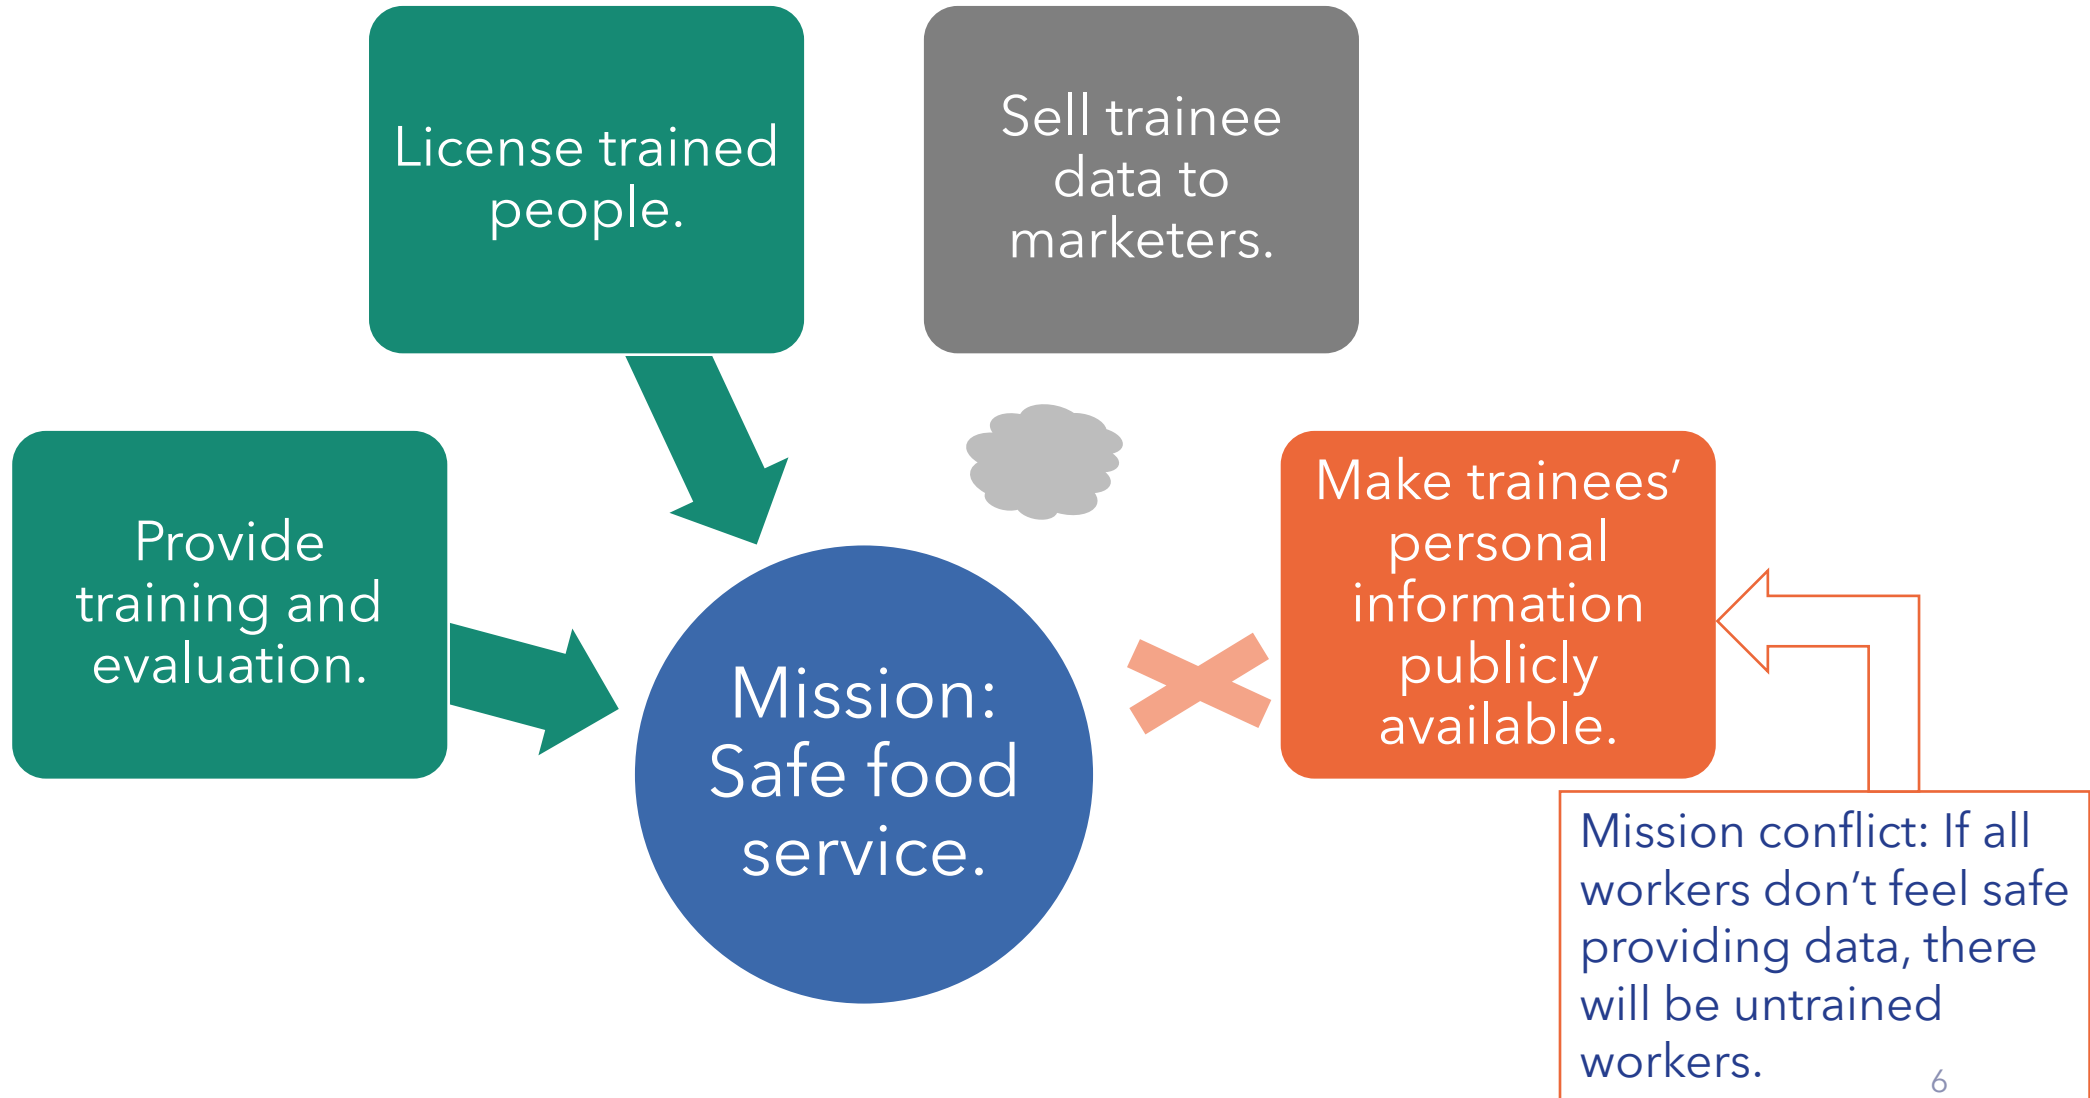 License trained
people.
Sell trainee
data to
marketers.
Provide
training and
evaluation.
Mission:
Safe food
service.
Make trainees’
personal
information
publicly
available.
Mission conflict: If all
workers don’t feel safe
providing data, there
will be untrained
workers.
6